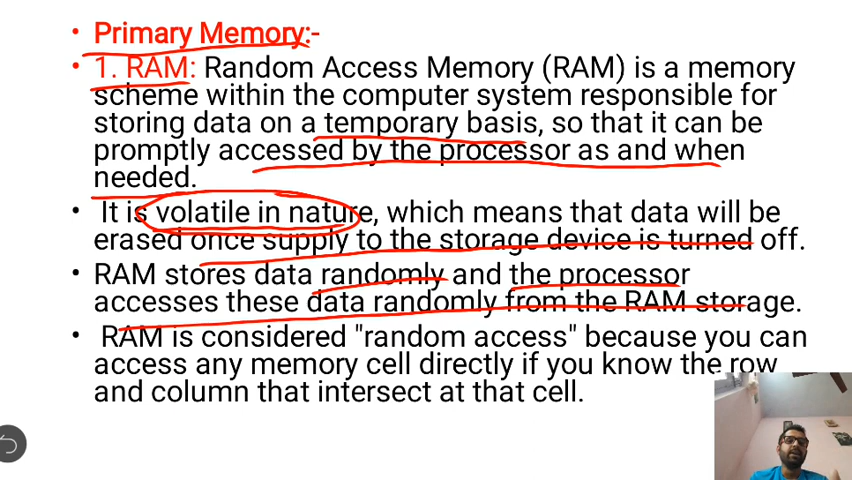 • Primary Memory:-
• 1. RAM: Random Access Memory (RAM) is a memory
scheme within the computer system responsible for
storing data on a temporary basis, so that it can be
promptly accessed by the processor as and when
needed.
• It is volatile in nature, which means that data will be
erased once supply to the storage device is turned off.
• RAM stores data randomly and the processor
accesses these data randomly from the RAM storage.
• RAM is considered "random access" because you can
access any memory cell directly if you know the row
and column that intersect at that cell.